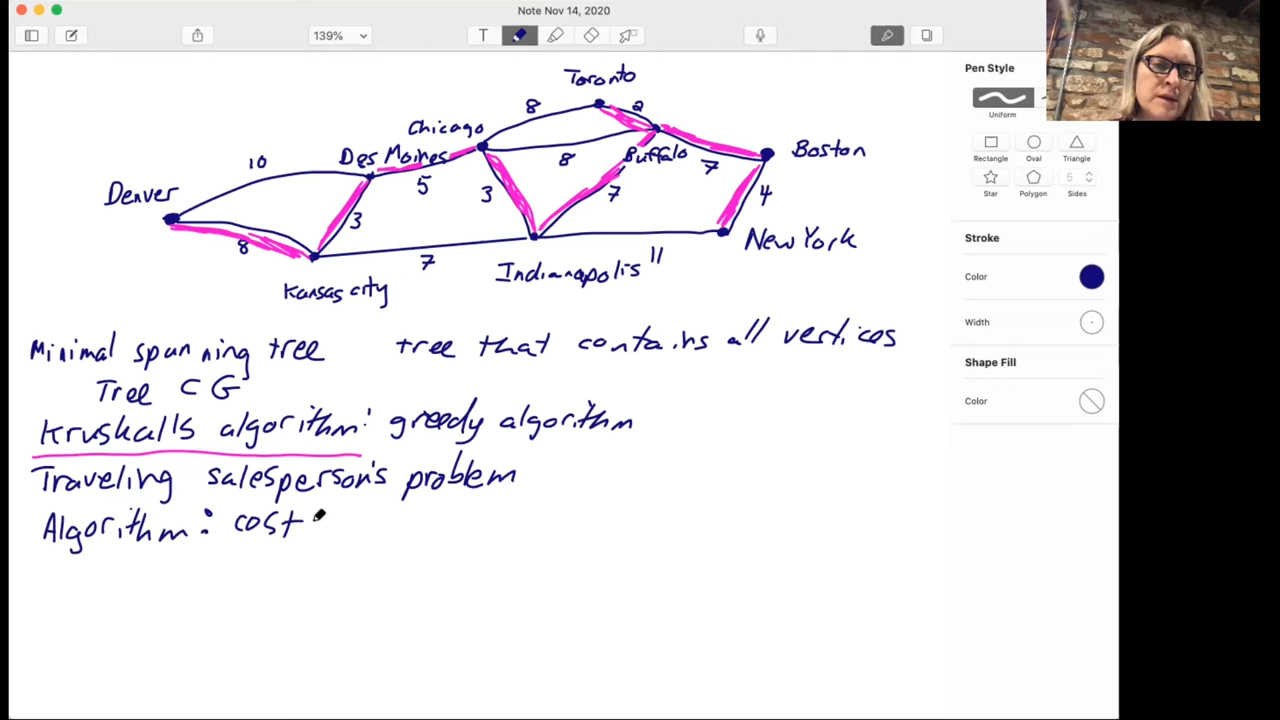 Note Nov 14, 2020
139%
T
Pen Style
Uniform
Rectangle Oval Triangle
5
Star Polygon Sides
Stroke
Color
Width
Shape Fill
Color
Toronto
8 2
Chicago
Des Moines 8 Buffalo Boston
10 5 7
Denver 3 7 4
3
8 New York
7 Indianapolis 11
Kansas city
Minimal spanning tree tree that contains all vertices
Tree ⊂ G
Kruskall's algorithm: greedy algorithm
Traveling salesperson's problem
Algorithm: cost